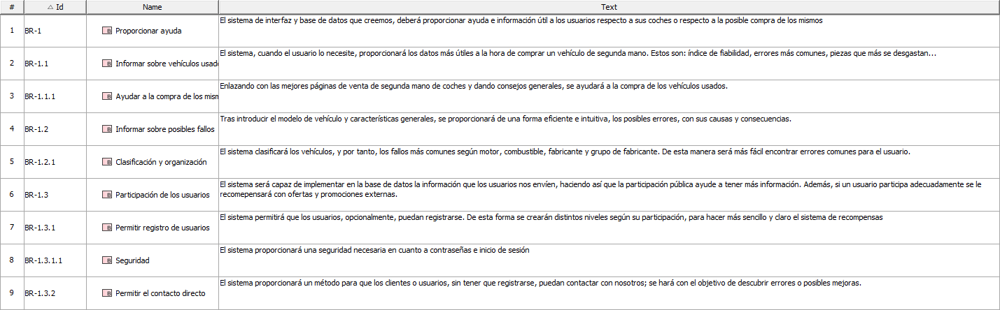 # Id Name Text
1 BR-1 B Proporcionar ayuda El sistema de interfaz y base de datos que creemos, deberá proporcionar ayuda e información útil a los usuarios respecto a sus coches o respecto a la posible compra de los mismos
2 BR-1.1 B Informar sobre vehículos usad El sistema, cuando el usuario lo necesite, proporcionará los datos más útiles a la hora de comprar un vehículo de segunda mano. Estos son: índice de fiabilidad, errores más comunes, piezas que más se desgastan...
3 BR-1.1.1 B Ayudar a la compra de los mism Enlazando con las mejores páginas de venta de segunda mano de coches y dando consejos generales, se ayudará a la compra de los vehículos usados.
4 BR-1.2 B Informar sobre posibles fallos Tras introducir el modelo de vehículo y características generales, se proporcionará de una forma eficiente e intuitiva, los posibles errores, con sus causas y consecuencias.
5 BR-1.2.1 B Clasificación y organización El sistema clasificará los vehículos, y por tanto, los fallos más comunes según motor, combustible, fabricante y grupo de fabricante. De esta manera será más fácil encontrar errores comunes para el usuario.
6 BR-1.3 B Participación de los usuarios El sistema será capaz de implementar en la base de datos la información que los usuarios nos envíen, haciendo así que la participación pública ayude a tener más información. Además, si un usuario participa adecuadamente se le
recompensará con ofertas y promociones externas.
7 BR-1.3.1 B Permitir registro de usuarios El sistema permitirá que los usuarios, opcionalmente, puedan registrarse. De esta forma se crearán distintos niveles según su participación, para hacer más sencillo y claro el sistema de recompensas
8 BR-1.3.1.1 B Seguridad El sistema proporcionará una seguridad necesaria en cuanto a contraseñas e inicio de sesión
9 BR-1.3.2 B Permitir el contacto directo El sistema proporcionará un método para que los clientes o usuarios, sin tener que registrarse, puedan contactar con nosotros; se hará con el objetivo de descubrir errores o posibles mejoras.